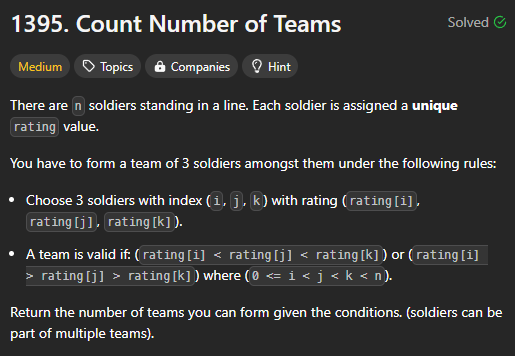 1395. Count Number of Teams
Solved
Medium
Topics
Companies
Hint
There are n soldiers standing in a line. Each soldier is assigned a unique
rating value.
You have to form a team of 3 soldiers amongst them under the following rules:
• Choose 3 soldiers with index (i, j, k) with rating (rating[i],
rating[j], rating[k]).
• A team is valid if: (rating[i] < rating[j] < rating[k]) or (rating[i]
> rating[j] > rating[k]) where (0 <= i < j < k < n).
Return the number of teams you can form given the conditions. (soldiers can be
part of multiple teams).